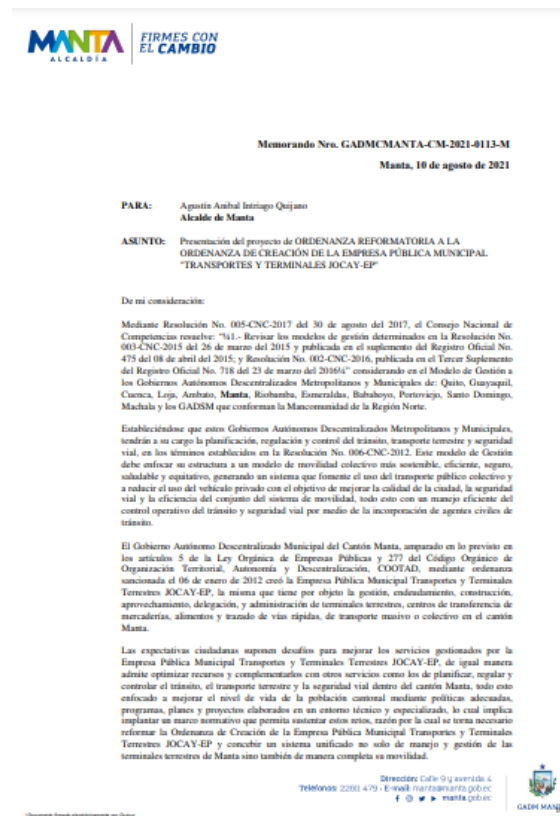 MANTA
ALCALDÍA
FIRMES CON
EL CAMBIO
Memorando Nro. GADMCMANTA-CM-2021-0113-M
Manta, 10 de agosto de 2021
PARA: Agustín Anibal Intriago Quijano
Alcalde de Manta
ASUNTO: Presentación del proyecto de ORDENANZA REFORMATORIA A LA
ORDENANZA DE CREACIÓN DE LA EMPRESA PÚBLICA MUNICIPAL
"TRANSPORTES Y TERMINALES JOCAY-EP"
De mi consideración:
Mediante Resolución No. 005-CNC-2017 del 30 de agosto del 2017, el Consejo Nacional de
Competencias resuelve: "¾1.- Revisar los modelos de gestión determinados en la Resolución No.
003-CNC-2015 del 26 de marzo del 2015 y publicada en el suplemento del Registro Oficial No.
475 del 08 de abril del 2015; y Resolución No. 002-CNC-2016, publicada en el Tercer Suplemento
del Registro Oficial No. 718 del 23 de marzo del 2016¼" considerando en el Modelo de Gestión a
los Gobiernos Autónomos Descentralizados Metropolitanos y Municipales de: Quito, Guayaquil,
Cuenca, Loja, Ambato, Manta, Riobamba, Esmeraldas, Babahoyo, Portoviejo, Santo Domingo,
Machala y los GADSM que conforman la Mancomunidad de la Región Norte.
Estableciéndose que estos Gobiernos Autónomos Descentralizados Metropolitanos y Municipales,
tendrán a su cargo la planificación, regulación y control del tránsito, transporte terrestre y seguridad
vial, en los términos establecidos en la Resolución No. 006-CNC-2012. Este modelo de Gestión
debe enfocar su estructura a un modelo de movilidad colectivo más sostenible, eficiente, seguro,
saludable y equitativo, generando un sistema que fomente el uso del transporte público colectivo y
a reducir el uso del vehículo privado con el objetivo de mejorar la calidad de la ciudad, la seguridad
vial y la eficiencia del conjunto del sistema de movilidad, todo esto con un manejo eficiente del
control operativo del tránsito y seguridad vial por medio de la incorporación de agentes civiles de
tránsito.
El Gobierno Autónomo Descentralizado Municipal del Cantón Manta, amparado en lo previsto en
los artículos 5 de la Ley Orgánica de Empresas Públicas y 277 del Código Orgánico de
Organización Territorial, Autonomía y Descentralización, COOTAD, mediante ordenanza
sancionada el 06 de enero de 2012 creó la Empresa Pública Municipal Transportes y Terminales
Terrestres JOCAY-EP, la misma que tiene por objeto la gestión, endeudamiento, construcción,
aprovechamiento, delegación, y administración de terminales terrestres, centros de transferencia de
mercaderías, alimentos y trazado de vías rápidas, de transporte masivo o colectivo en el cantón
Manta.
Las expectativas ciudadanas suponen desafíos para mejorar los servicios gestionados por la
Empresa Pública Municipal Transportes y Terminales Terrestres JOCAY-EP, de igual manera
admite optimizar recursos y complementarlos con otros servicios como los de planificar, regular y
controlar el tránsito, el transporte terrestre y la seguridad vial dentro del cantón Manta, todo esto
enfocado a mejorar el nivel de vida de la población cantonal mediante políticas adecuadas,
programas, planes y proyectos elaborados en un entorno técnico y especializado, lo cual implica
implantar un marco normativo que permita sustentar estos retos, razón por la cual se torna necesario
reformar la Ordenanza de Creación de la Empresa Pública Municipal Transportes y Terminales
Terrestres JOCAY-EP y concebir un sistema unificado no solo de manejo y gestión de las
terminales terrestres de Manta sino también de manera completa su movilidad.
Dirección: Calle 9 y avenida 4
Teléfonos: 2261 479 - E-mail:
manta.gob.ec
GADM MAN